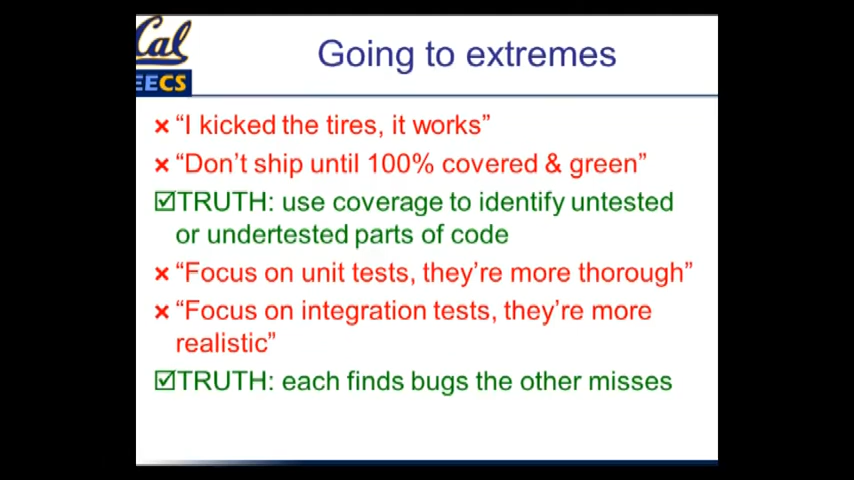 Cal
EECS
Going to extremes
× “I kicked the tires, it works”
× “Don’t ship until 100% covered & green”
☑TRUTH: use coverage to identify untested
or undertested parts of code
× “Focus on unit tests, they’re more thorough”
× “Focus on integration tests, they’re more
realistic”
☑TRUTH: each finds bugs the other misses